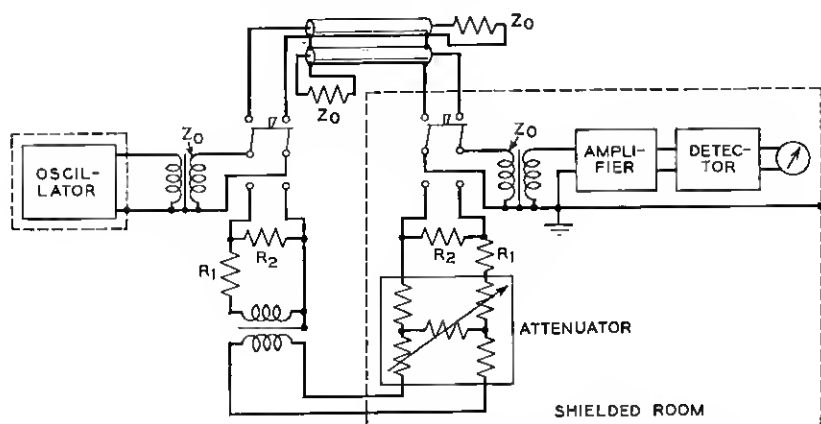 Z₀
Z₀
Z₀
Z₀
OSCIL-
LATOR
AMPLI-
FIER
DETEC-
TOR
R₂
R₁
R₂
R₁
ATTENUATOR
SHIELDED ROOM